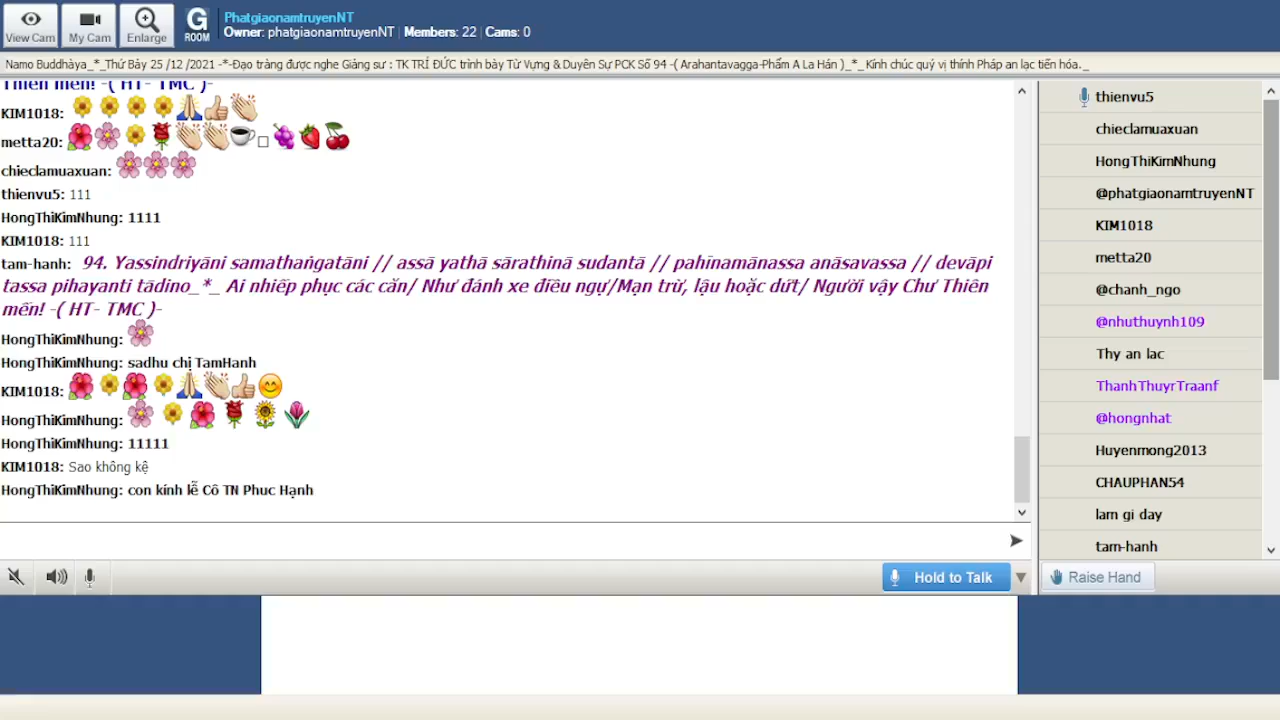 View Cam
My Cam
Enlarge
G
ROOM
PhatgiaonamtruyenNT
Owner: phatgiaonamtruyenNT | Members: 22 | Cams: 0
Namo Buddhàya_*_Thứ Bảy 25 /12 /2021 -*-Đạo tràng được nghe Giảng sư : TK TRÍ ĐỨC trình bày Từ Vựng & Duyên Sự PCK Số 94 -( Arahantavagga-Phẩm A La Hán )_*_ Kính chúc quý vị thính Pháp an lạc tiến hóa._
Thiên mến! -( HT- TMC )-
KIM1018:
metta20:
chieclamuaxuan:
thienvu5: 111
HongThiKimNhung: 1111
KIM1018: 111
tam-hanh: 94. Yassindriyāni samathaṅgatāni // assā yathā sārathinā sudantā // pahīnamānassa anāsavassa // devāpi
tassa pihayanti tādino_*_ Ai nhiếp phục các căn/ Như đánh xe điều ngự/Mạn trừ, lậu hoặc dứt/ Người vậy Chư Thiên
mến! -( HT- TMC )-
HongThiKimNhung:
HongThiKimNhung: sadhu chị TamHanh
KIM1018:
HongThiKimNhung:
HongThiKimNhung: 11111
KIM1018: Sao không kệ
HongThiKimNhung: con kính lễ Cô TN Phuc Hạnh
Hold to Talk
thienvu5
chieclamuaxuan
HongThiKimNhung
@phatgiaonamtruyenNT
KIM1018
metta20
@chanh_ngo
@nhuthuynh109
Thy an lac
ThanhThuyrTraanf
@hongnhat
Huyenmong2013
CHAUPHAN54
lam gi day
tam-hanh
Raise Hand